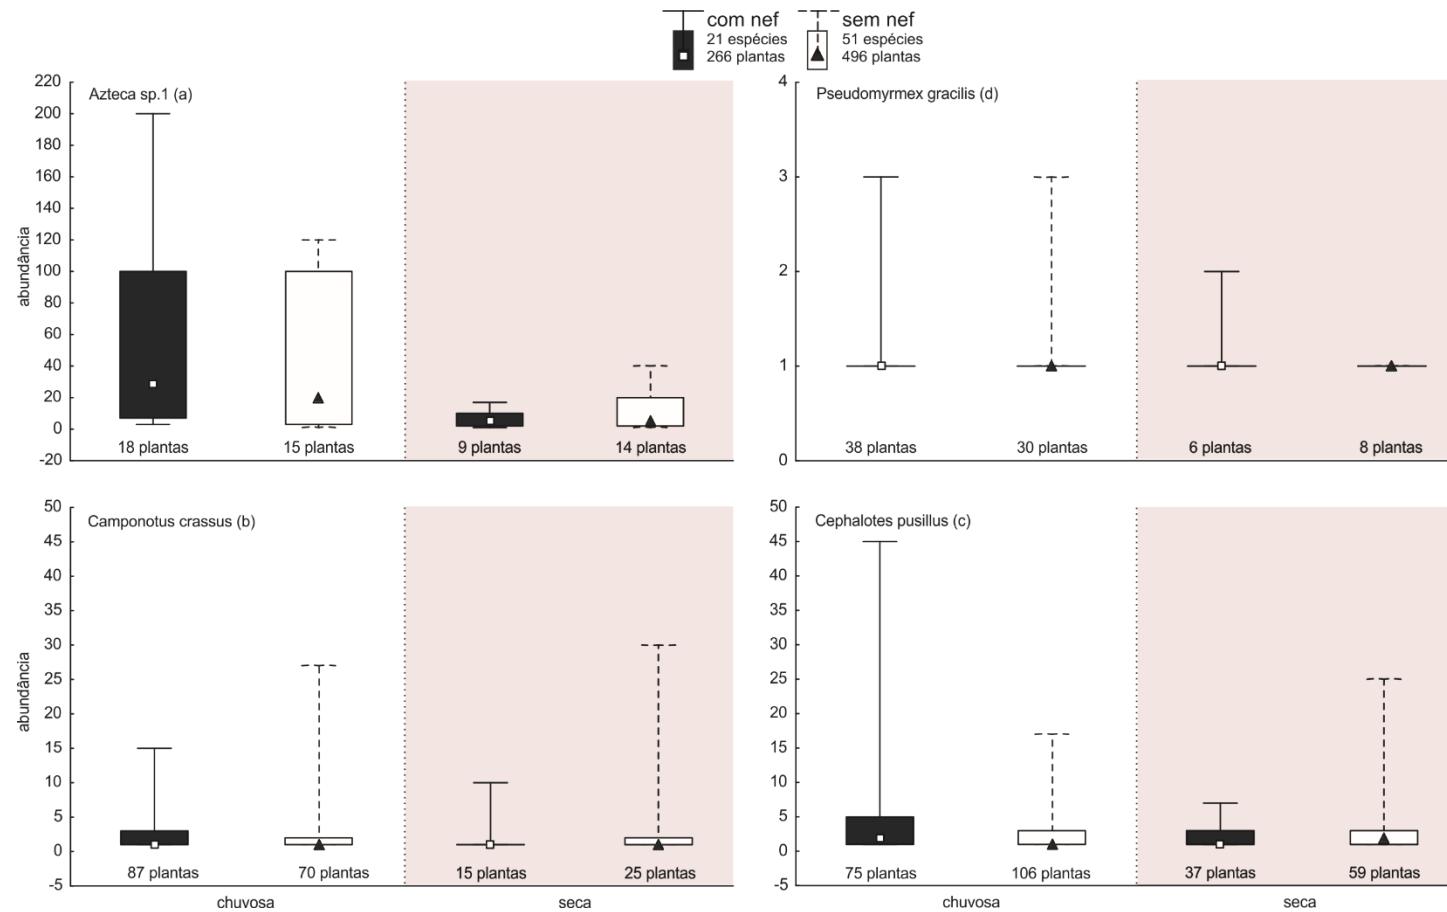 com nef
21 espécies
266 plantas
sem nef
51 espécies
496 plantas
Azteca sp.1 (a)
220
200
180
160
140
120
100
80
60
40
20
0
-20
abundância
18 plantas
15 plantas
9 plantas
14 plantas
Pseudomyrmex gracilis (d)
4
3
2
1
0
38 plantas
30 plantas
6 plantas
8 plantas
Camponotus crassus (b)
50
45
40
35
30
25
20
15
10
5
0
-5
abundância
87 plantas
70 plantas
15 plantas
25 plantas
chuvosa
seca
Cephalotes pusillus (c)
50
45
40
35
30
25
20
15
10
5
0
-5
75 plantas
106 plantas
37 plantas
59 plantas
chuvosa
seca